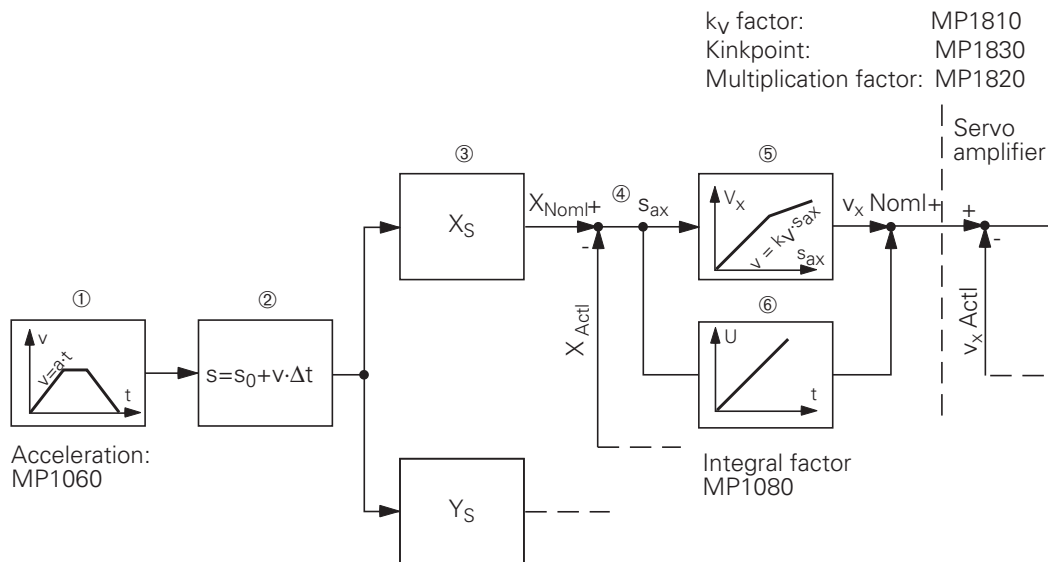 kV factor: MP1810
Kinkpoint: MP1830
Multiplication factor: MP1820
Servo
amplifier
③
⑤
XNoml+
④
sax
Vx
v = kV·sax
sax
vx Noml+
+
-
XS
-
①
②
⑥
X Actl
vx Actl
v
v=a·t
t
s=s0+v·Δt
U
t
Acceleration:
MP1060
Integral factor
MP1080
YS